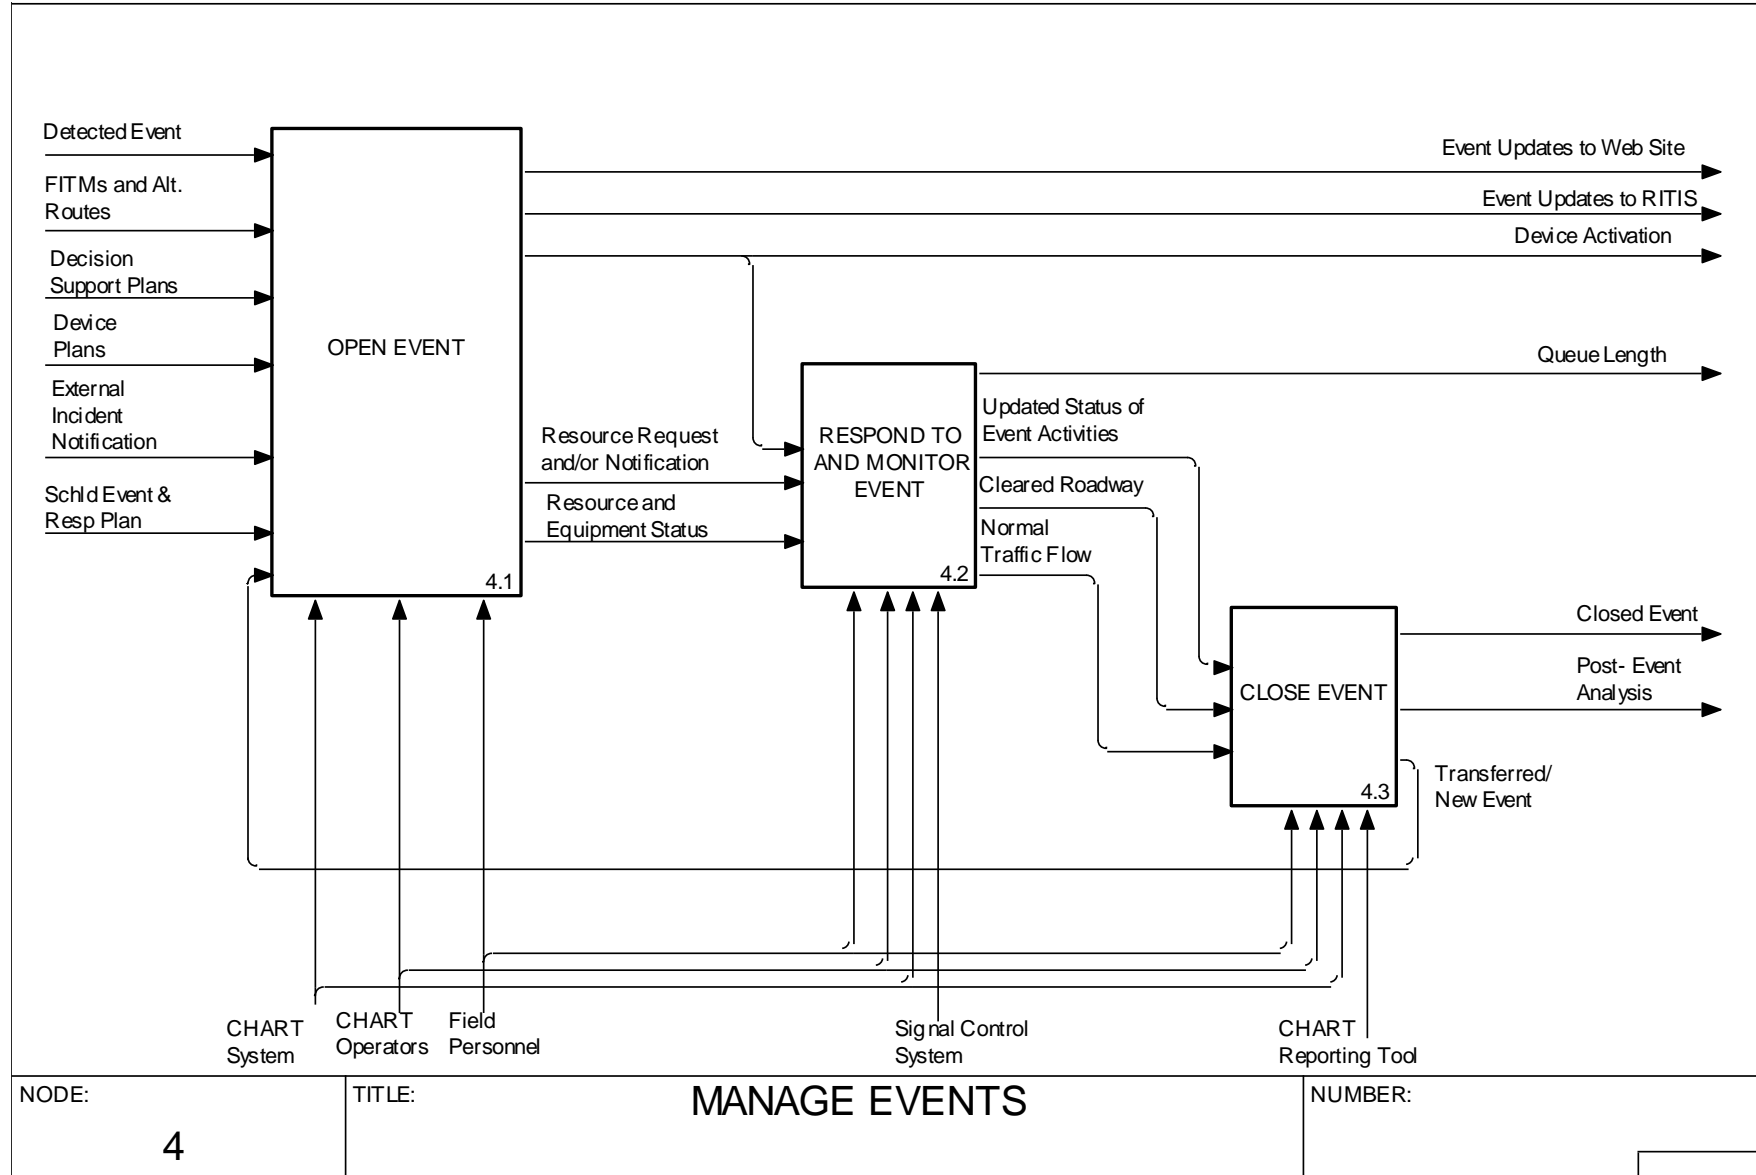 Detected Event
FITMs and Alt.
Routes
Decision
Support Plans
Device
Plans
External
Incident
Notification
Schld Event &
Resp Plan
OPEN EVENT
4.1
Event Updates to Web Site
Event Updates to RITIS
Device Activation
Queue Length
Resource Request
and/or Notification
Resource and
Equipment Status
RESPOND TO
AND MONITOR
EVENT
4.2
Updated Status of
Event Activities
Cleared Roadway
Normal
Traffic Flow
CLOSE EVENT
4.3
Closed Event
Post- Event
Analysis
Transferred/
New Event
CHART
System
CHART
Operators
Field
Personnel
Signal Control
System
CHART
Reporting Tool
NODE:
4
TITLE:
MANAGE EVENTS
NUMBER: